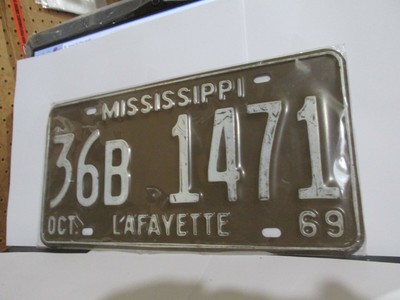 MISSISSIPPI
36B 1471
OCT. LAFAYETTE 69